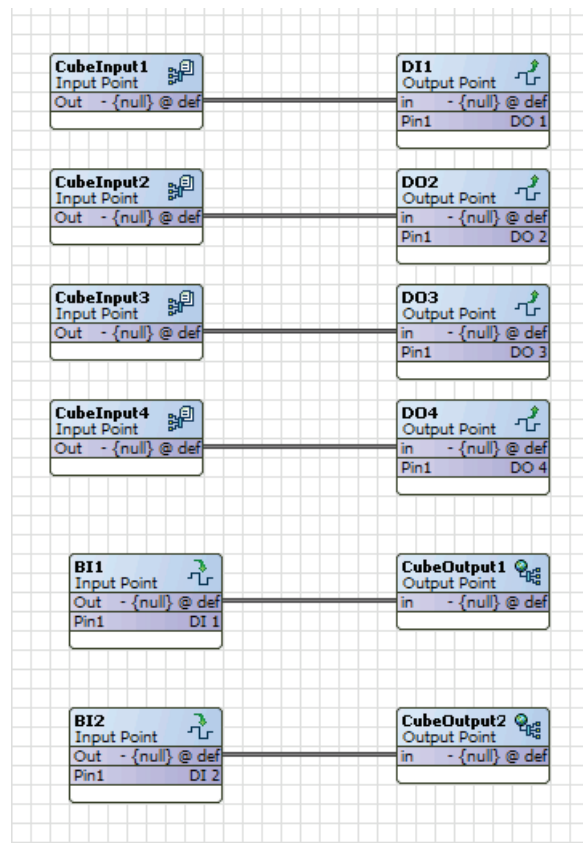 CubeInput1
Input Point
Out - {null} @ def
DI1
Output Point
in - {null} @ def
Pin1 DO 1
CubeInput2
Input Point
Out - {null} @ def
DO2
Output Point
in - {null} @ def
Pin1 DO 2
CubeInput3
Input Point
Out - {null} @ def
DO3
Output Point
in - {null} @ def
Pin1 DO 3
CubeInput4
Input Point
Out - {null} @ def
DO4
Output Point
in - {null} @ def
Pin1 DO 4
BI1
Input Point
Out - {null} @ def
Pin1 DI 1
CubeOutput1
Output Point
in - {null} @ def
BI2
Input Point
Out - {null} @ def
Pin1 DI 2
CubeOutput2
Output Point
in - {null} @ def